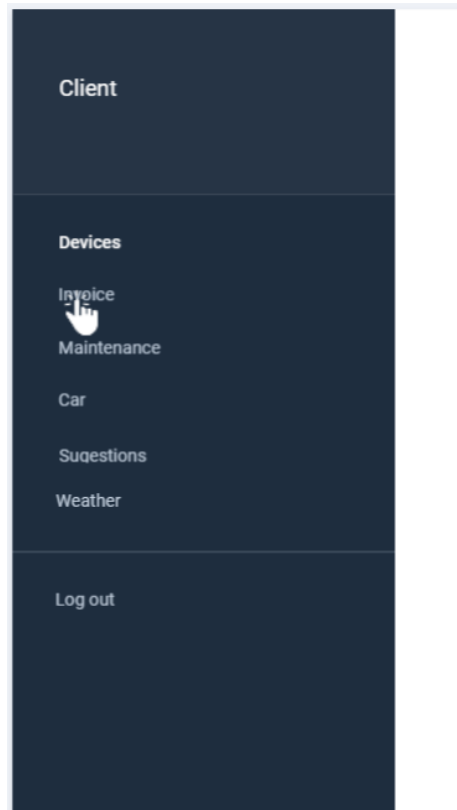 Client
Devices
Invoice
Maintenance
Car
Sugestions
Weather
Log out